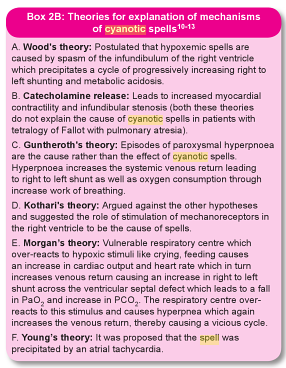 Box 2B: Theories for explanation of mechanisms
of cyanotic spells10-13
A. Wood's theory: Postulated that hypoxemic spells are
caused by spasm of the infundibulum of the right ventricle
which precipitates a cycle of progressively increasing right to
left shunting and metabolic acidosis.
B. Catecholamine release: Leads to increased myocardial
contractility and infundibular stenosis (both these theories
do not explain the cause of cyanotic spells in patients with
tetralogy of Fallot with pulmonary atresia).
C. Guntheroth's theory: Episodes of paroxysmal hyperpnoea
are the cause rather than the effect of cyanotic spells.
Hyperpnoea increases the systemic venous return leading
to right to left shunt as well as oxygen consumption through
increase work of breathing.
D. Kothari's theory: Argued against the other hypotheses
and suggested the role of stimulation of mechanoreceptors in
the right ventricle to be the cause of spells.
E. Morgan's theory: Vulnerable respiratory centre which
over-reacts to hypoxic stimuli like crying, feeding causes
an increase in cardiac output and heart rate which in turn
increases venous return causing an increase in right to left
shunt across the ventricular septal defect which leads to a fall
in PaO2 and increase in PCO2. The respiratory centre over-
reacts to this stimulus and causes hyperpnea which again
increases the venous return, thereby causing a vicious cycle.
F. Young's theory: It was proposed that the spell was
precipitated by an atrial tachycardia.